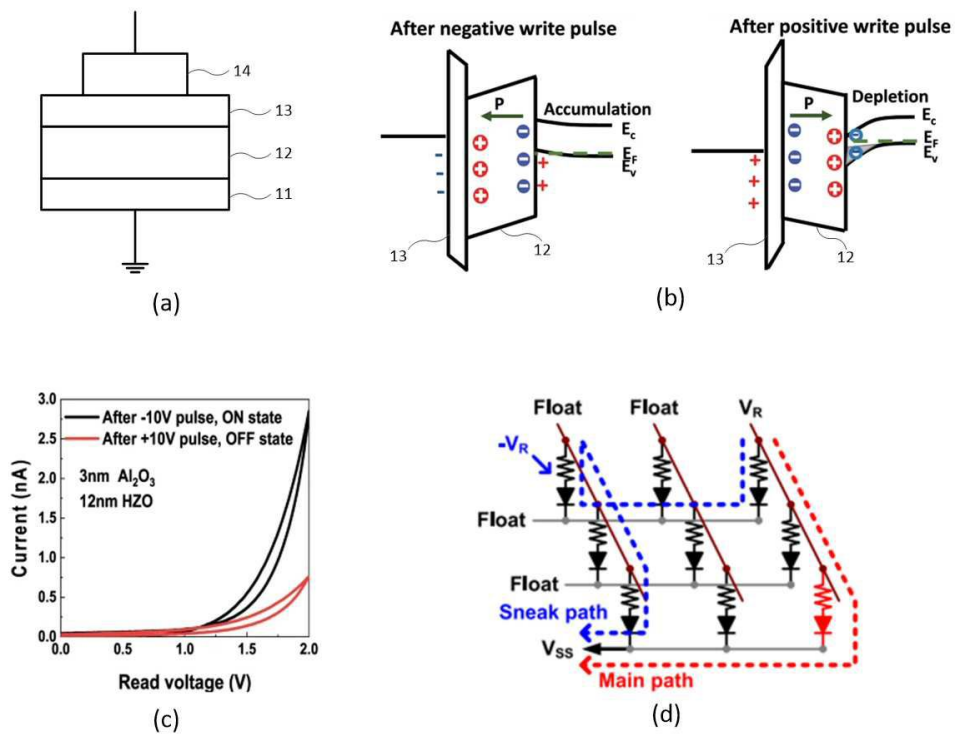 14
13
12
11
(a)
After negative write pulse
P
Accumulation
E_c
E_F
E_v
13
12
After positive write pulse
P
Depletion
E_c
E_F
E_v
13
12
(b)
3.0
2.5
2.0
1.5
1.0
0.5
0.0
Current (nA)
After -10V pulse, ON state
After +10V pulse, OFF state
3nm Al₂O₃
12nm HZO
0.0 0.5 1.0 1.5 2.0
Read voltage (V)
(c)
Float Float V_R
-V_R
Float
Float
Sneak path
V_SS
Main path
(d)